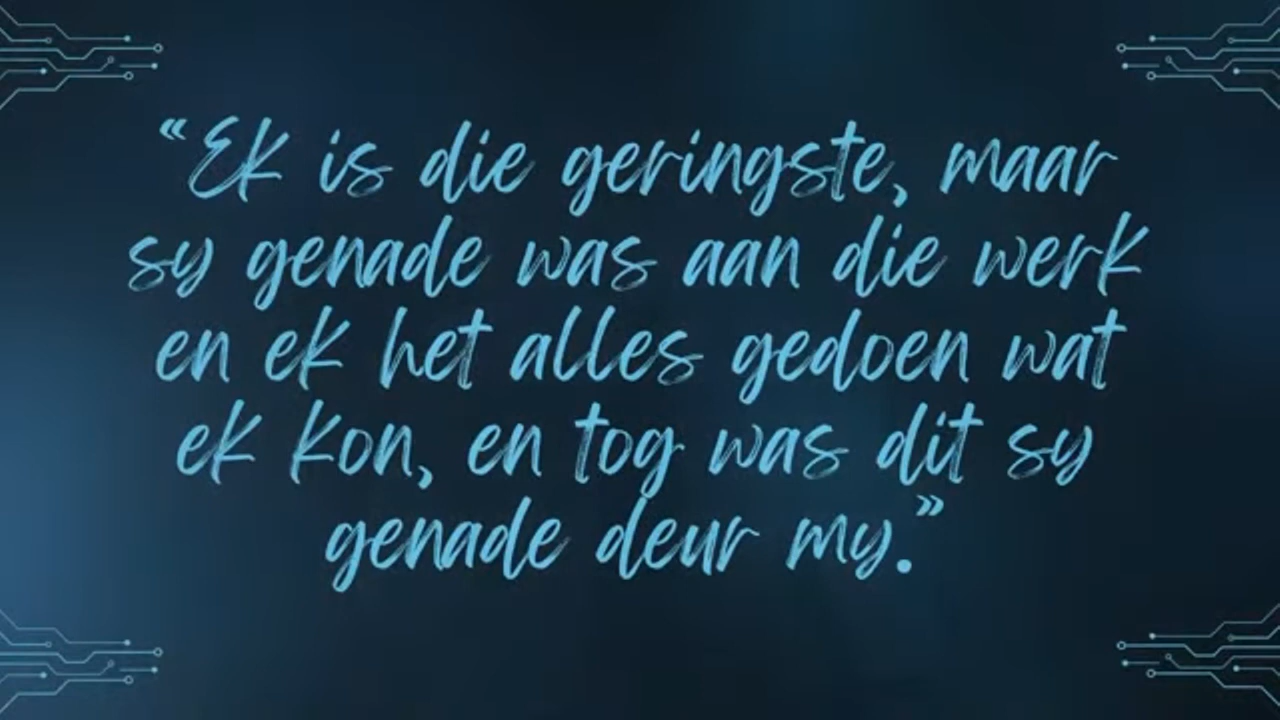 “Ek is die geringste, maar
sy genade was aan die werk
en ek het alles gedoen wat
ek kon, en tog was dit sy
genade deur my.”